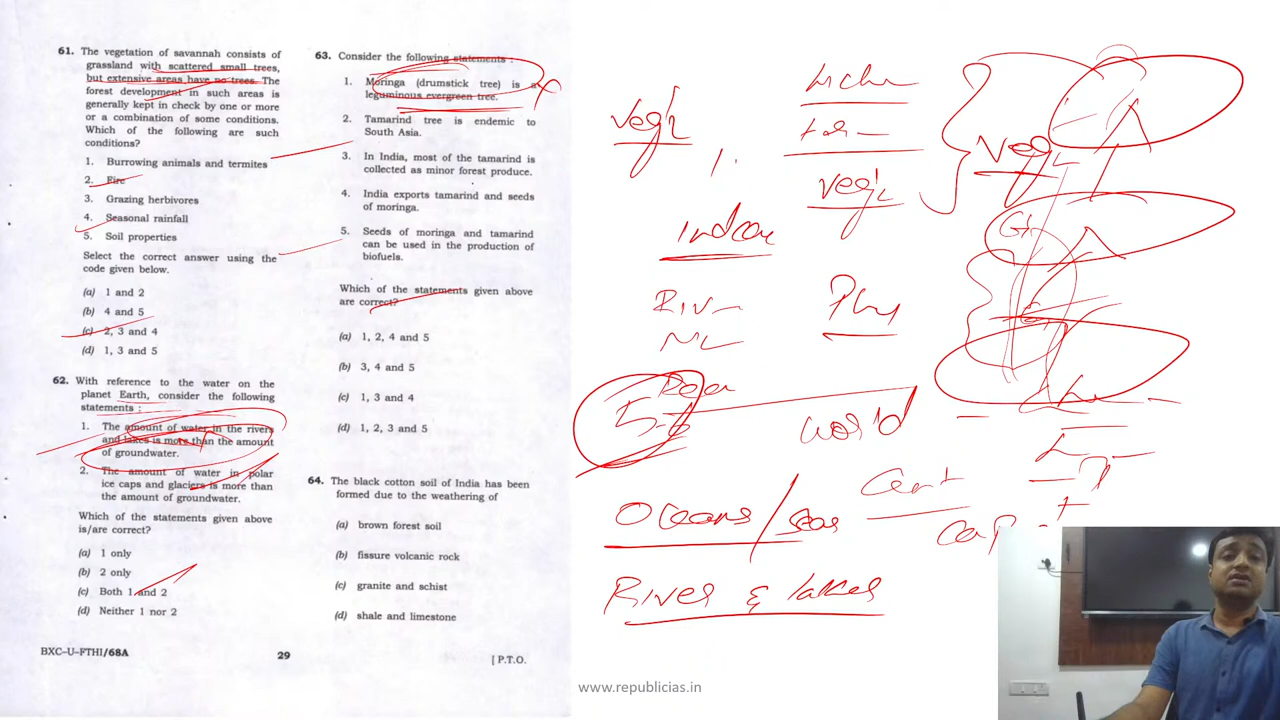 61. The vegetation of savannah consists of
grassland with scattered small trees,
but extensive areas have no trees. The
forest development in such areas is
generally kept in check by one or more
or a combination of some conditions.
Which of the following are such
conditions?
1. Burrowing animals and termites
2. Fire
3. Grazing herbivores
4. Seasonal rainfall
5. Soil properties
Select the correct answer using the
code given below.
(a) 1 and 2
(b) 4 and 5
(c) 2, 3 and 4
(d) 1, 3 and 5
62. With reference to the water on the
planet Earth, consider the following
statements :
1. The amount of water in the rivers
and lakes is more than the amount
of groundwater.
2. The amount of water in polar
ice caps and glaciers is more than
the amount of groundwater.
Which of the statements given above
is/are correct?
(a) 1 only
(b) 2 only
(c) Both 1 and 2
(d) Neither 1 nor 2
BXC-U-FTHI/68A
29
[ P.T.O.
63. Consider the following statements :
1. Moringa (drumstick tree) is a
leguminous evergreen tree.
2. Tamarind tree is endemic to
South Asia.
3. In India, most of the tamarind is
collected as minor forest produce.
4. India exports tamarind and seeds
of moringa.
5. Seeds of moringa and tamarind
can be used in the production of
biofuels.
Which of the statements given above
are correct?
(a) 1, 2, 4 and 5
(b) 3, 4 and 5
(c) 1, 3 and 4
(d) 1, 2, 3 and 5
64. The black cotton soil of India has been
formed due to the weathering of
(a) brown forest soil
(b) fissure volcanic rock
(c) granite and schist
(d) shale and limestone
Phy
world
Oceans / seas
River & lakes
www.republicias.in